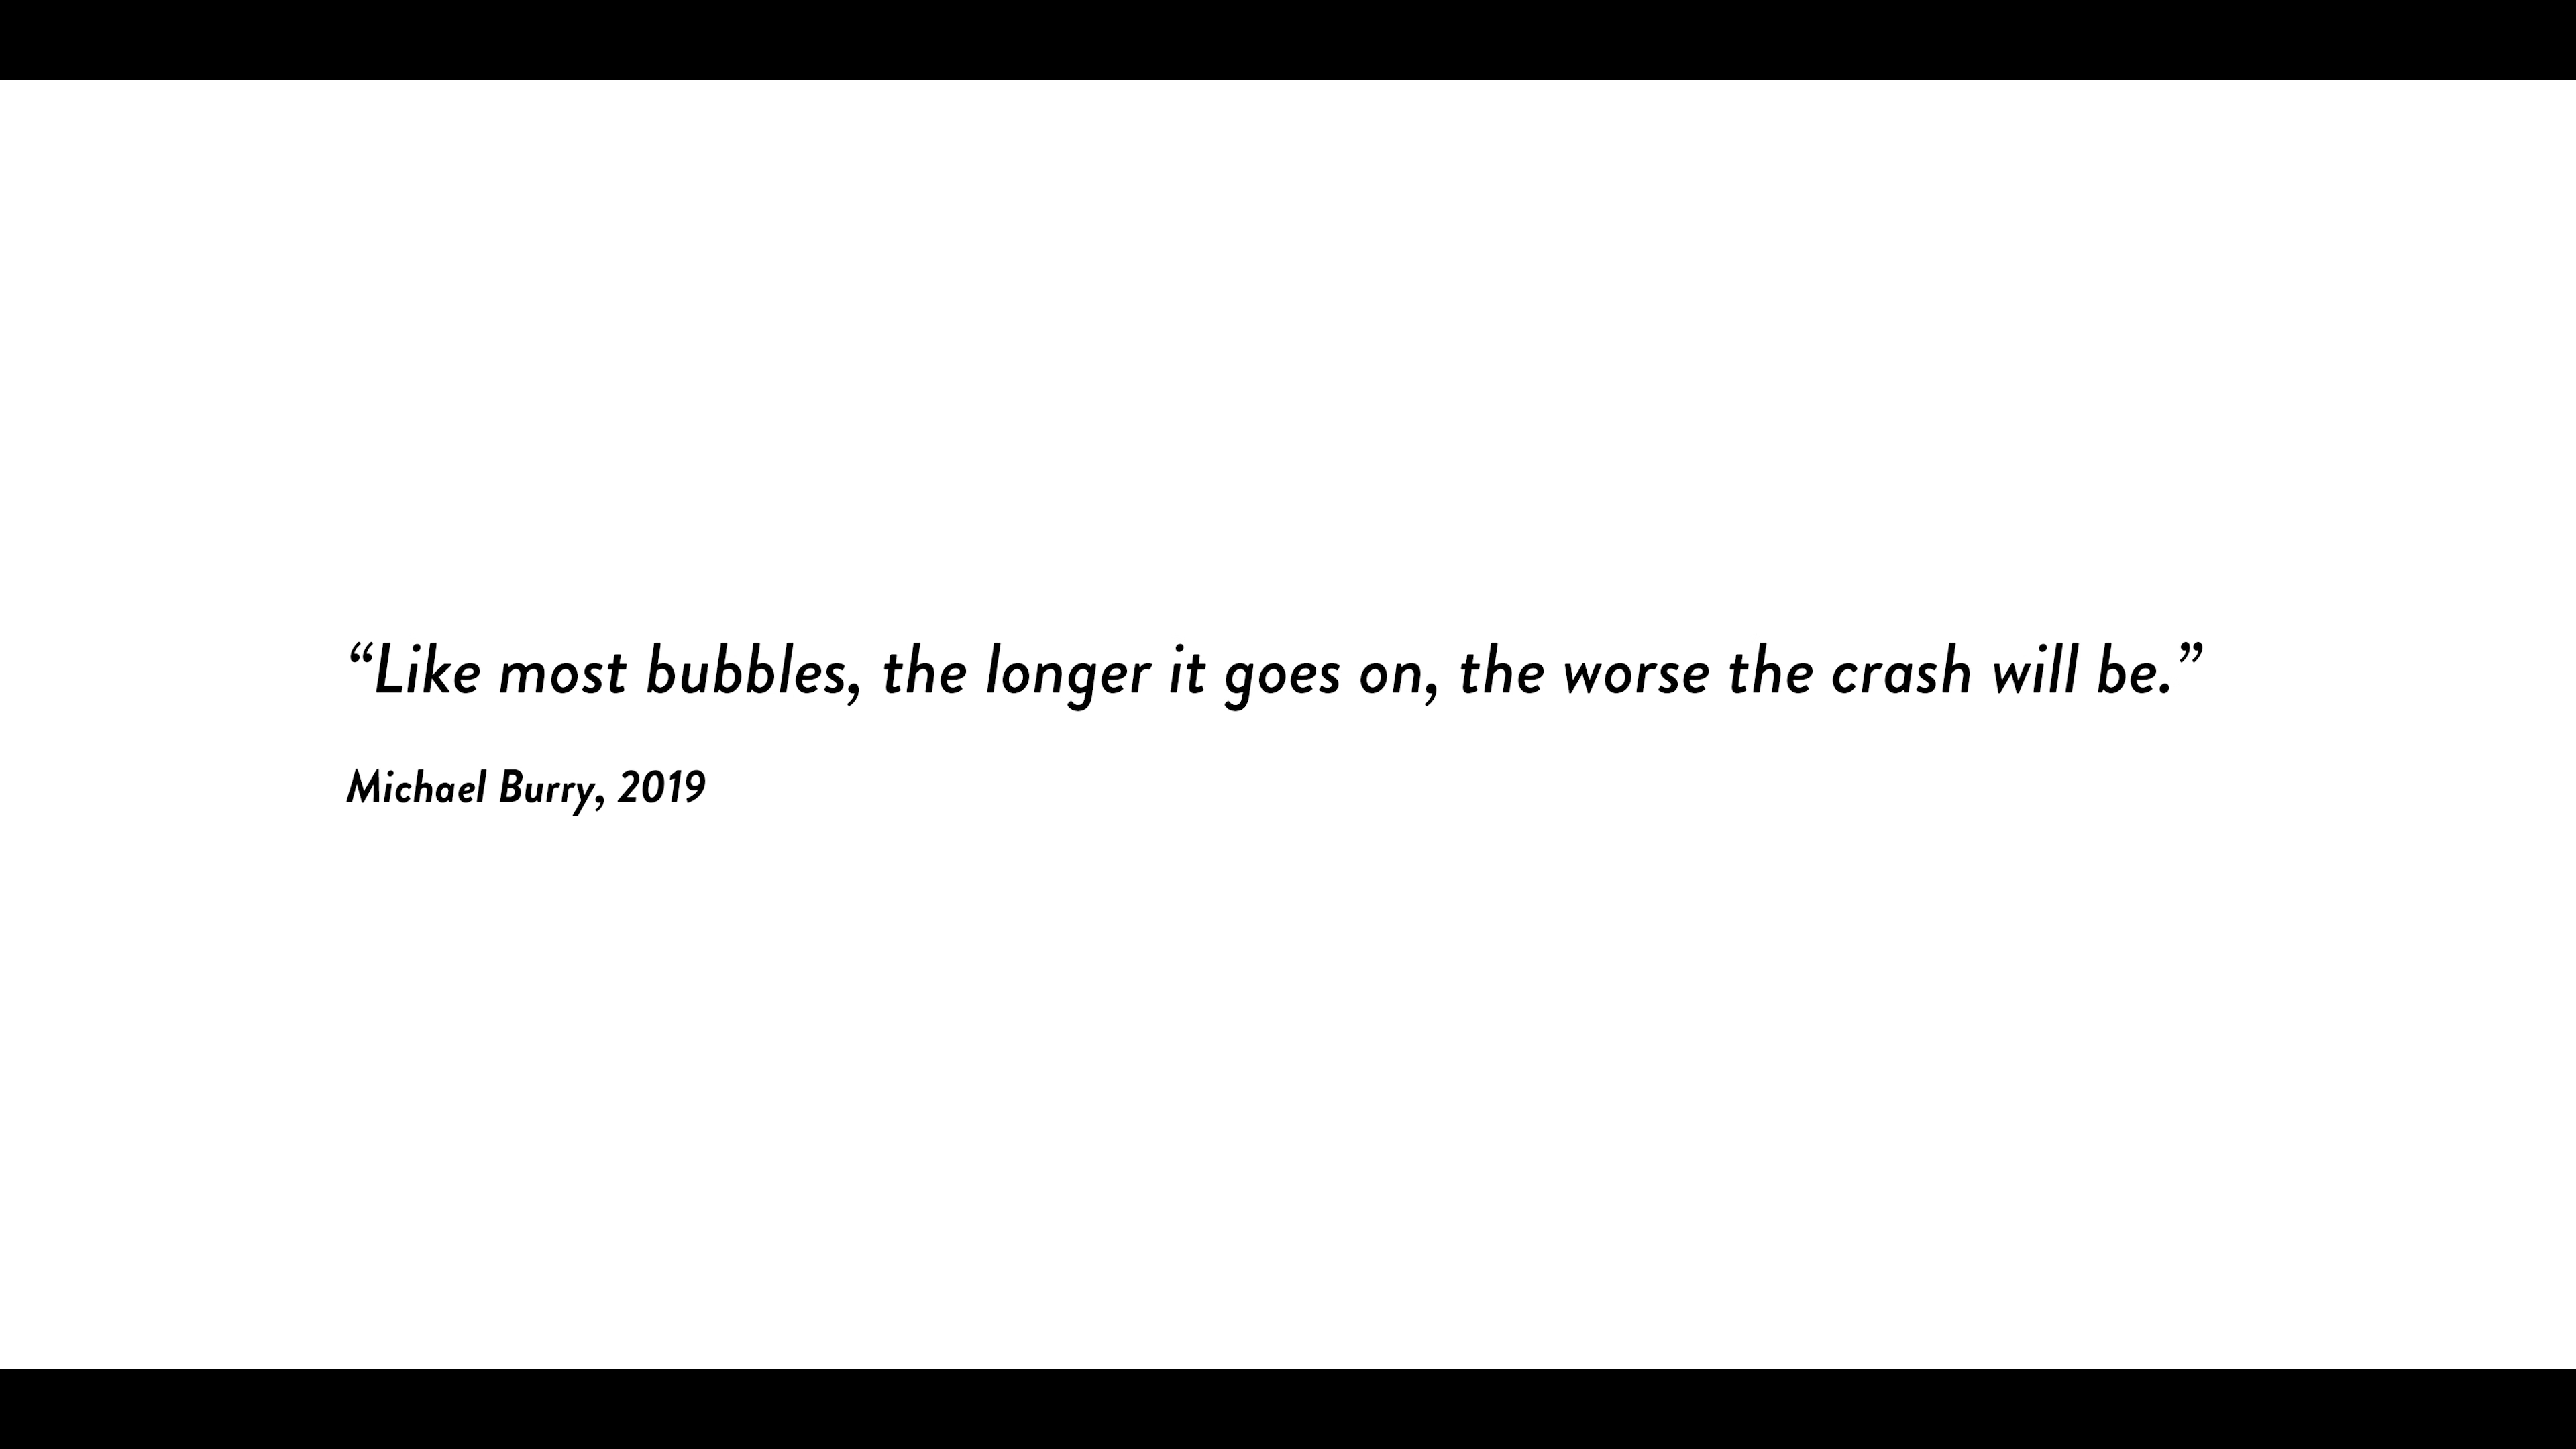 “Like most bubbles, the longer it goes on, the worse the crash will be.”
Michael Burry, 2019